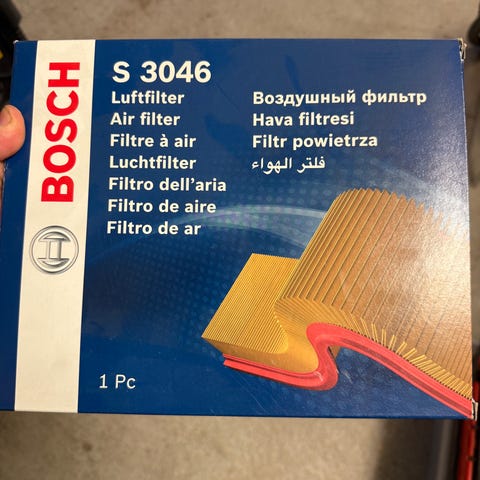 BOSCH
S 3046
Luftfilter
Air filter
Filtre à air
Luchtfilter
Filtro dell'aria
Filtro de aire
Filtro de ar
Воздушный фильтр
Hava filtresi
Filtr powietrza
فلتر الهواء
1 Pc